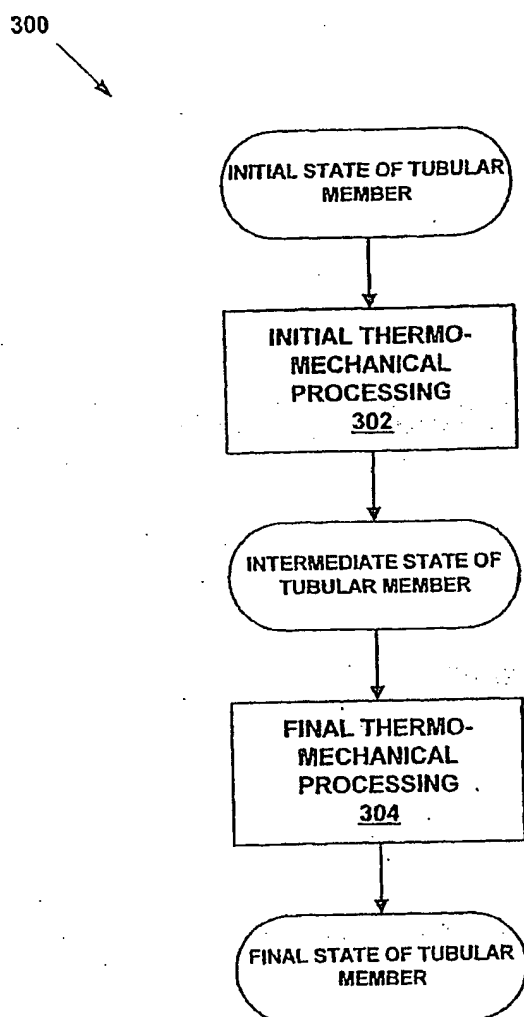 300
INITIAL STATE OF TUBULAR
MEMBER
INITIAL THERMO-
MECHANICAL
PROCESSING
302
INTERMEDIATE STATE OF
TUBULAR MEMBER
FINAL THERMO-
MECHANICAL
PROCESSING
304
FINAL STATE OF TUBULAR
MEMBER